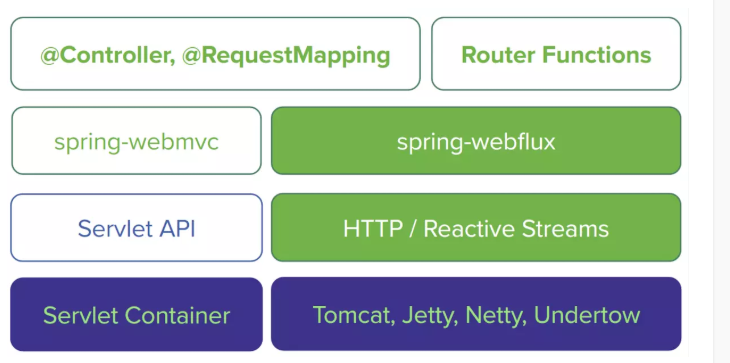 @Controller, @RequestMapping
Router Functions
spring-webmvc
spring-webflux
Servlet API
HTTP / Reactive Streams
Servlet Container
Tomcat, Jetty, Netty, Undertow